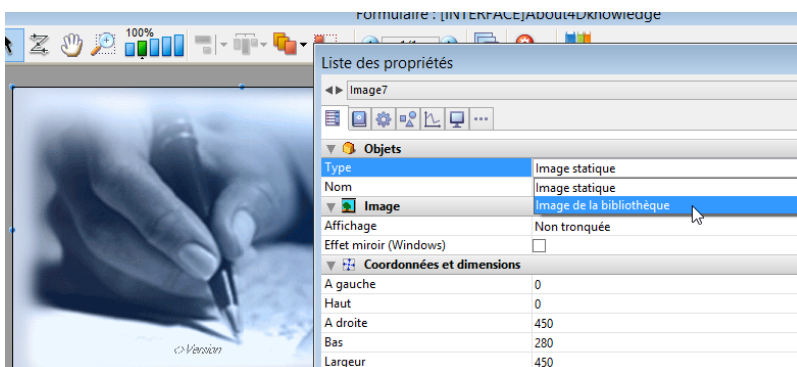 Formulaire : [INTERFACE]About4Dknowledge
100%
Liste des propriétés
Image7
Objets
Type Image statique
Nom Image statique
Image de la bibliothèque
Image
Affichage Non tronquée
Effet miroir (Windows)
Coordonnées et dimensions
A gauche 0
Haut 0
A droite 450
Bas 280
Largeur 450
<>Version